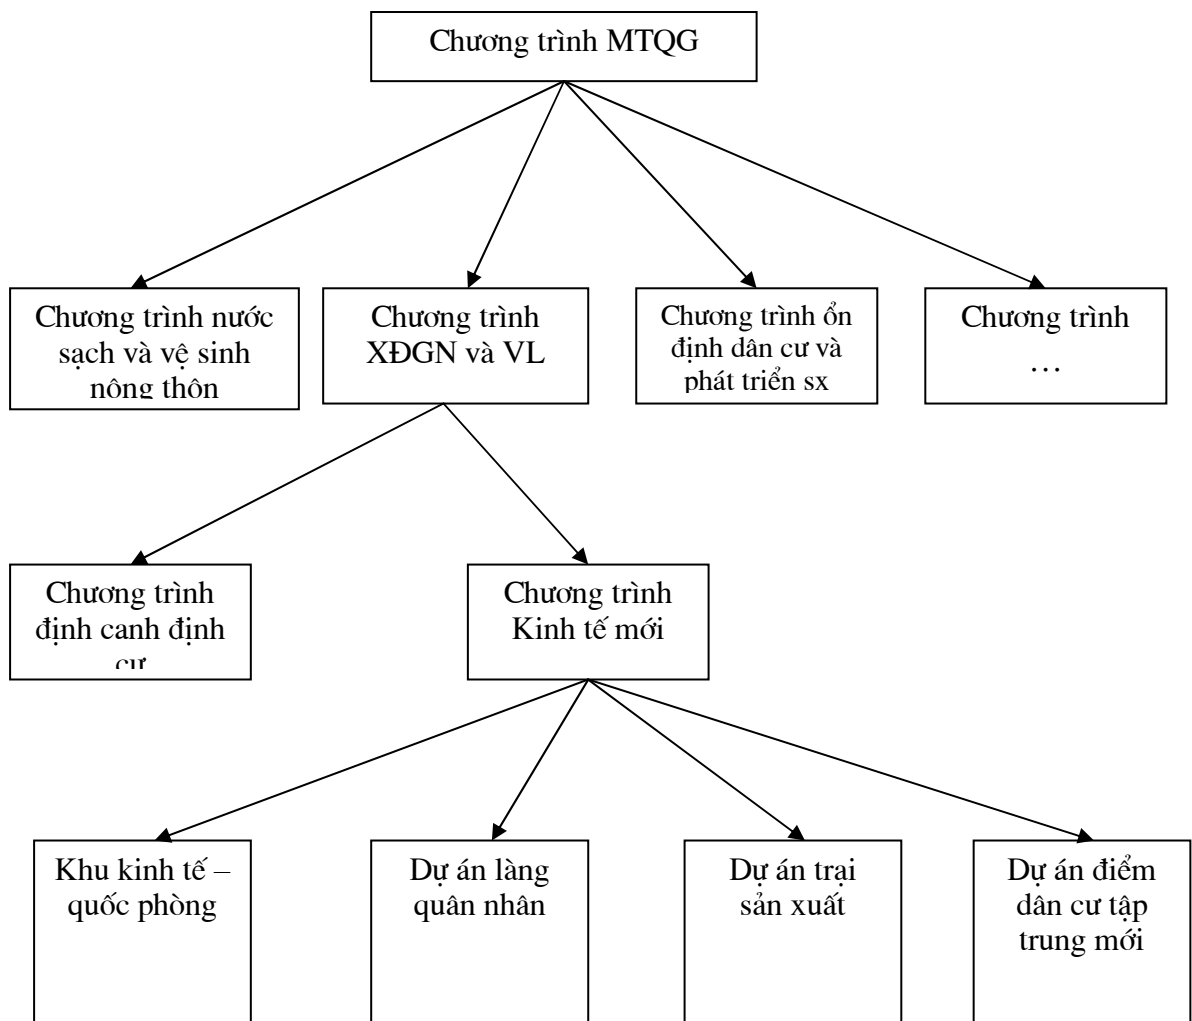 Chương trình MTQG
Chương trình nước
sạch và vệ sinh
nông thôn
Chương trình
XĐGN và VL
Chương trình ổn
định dân cư và
phát triển sx
Chương trình
…
Chương trình
định canh định
cư
Chương trình
Kinh tế mới
Khu kinh tế –
quốc phòng
Dự án làng
quân nhân
Dự án trại
sản xuất
Dự án điểm
dân cư tập
trung mới